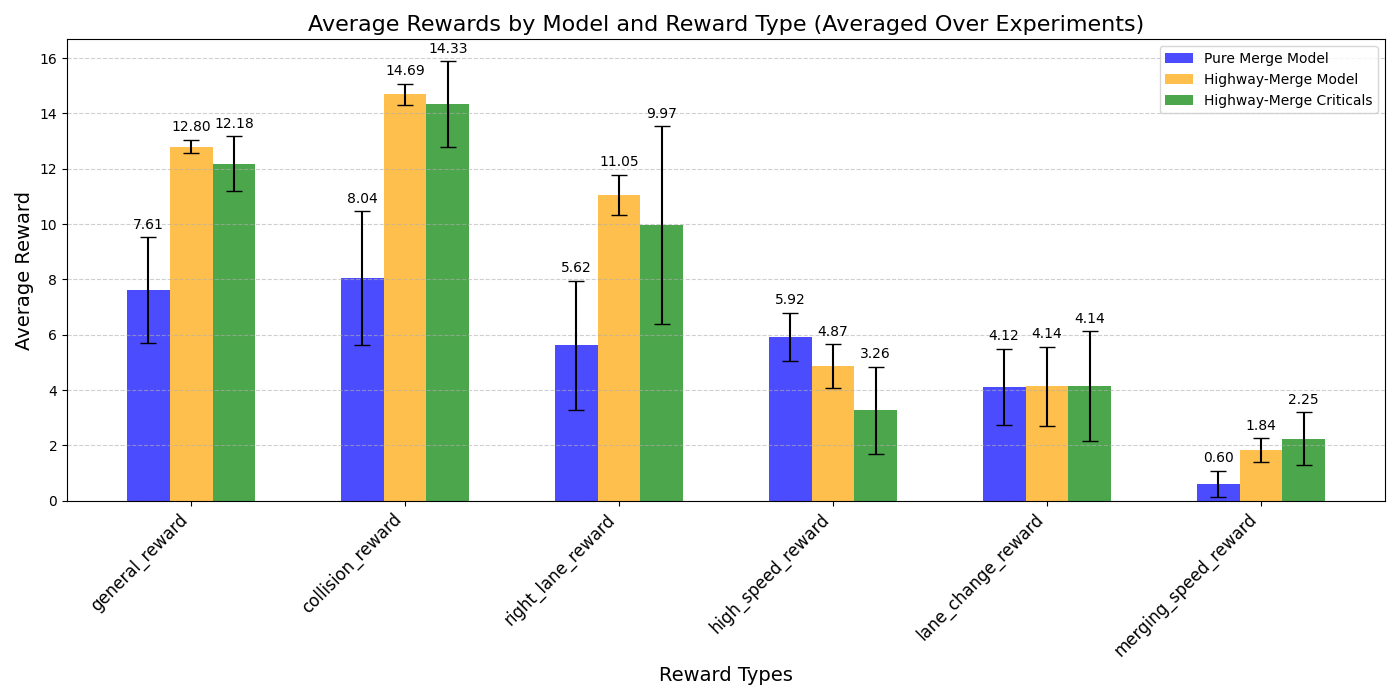 Average Rewards by Model and Reward Type (Averaged Over Experiments)
Average Reward
16
14
12
10
8
6
4
2
0
Pure Merge Model
Highway-Merge Model
Highway-Merge Criticals
7.61
12.80
12.18
8.04
14.69
14.33
5.62
11.05
9.97
5.92
4.87
3.26
4.12
4.14
4.14
0.60
1.84
2.25
general_reward
collision_reward
right_lane_reward
high_speed_reward
lane_change_reward
merging_speed_reward
Reward Types